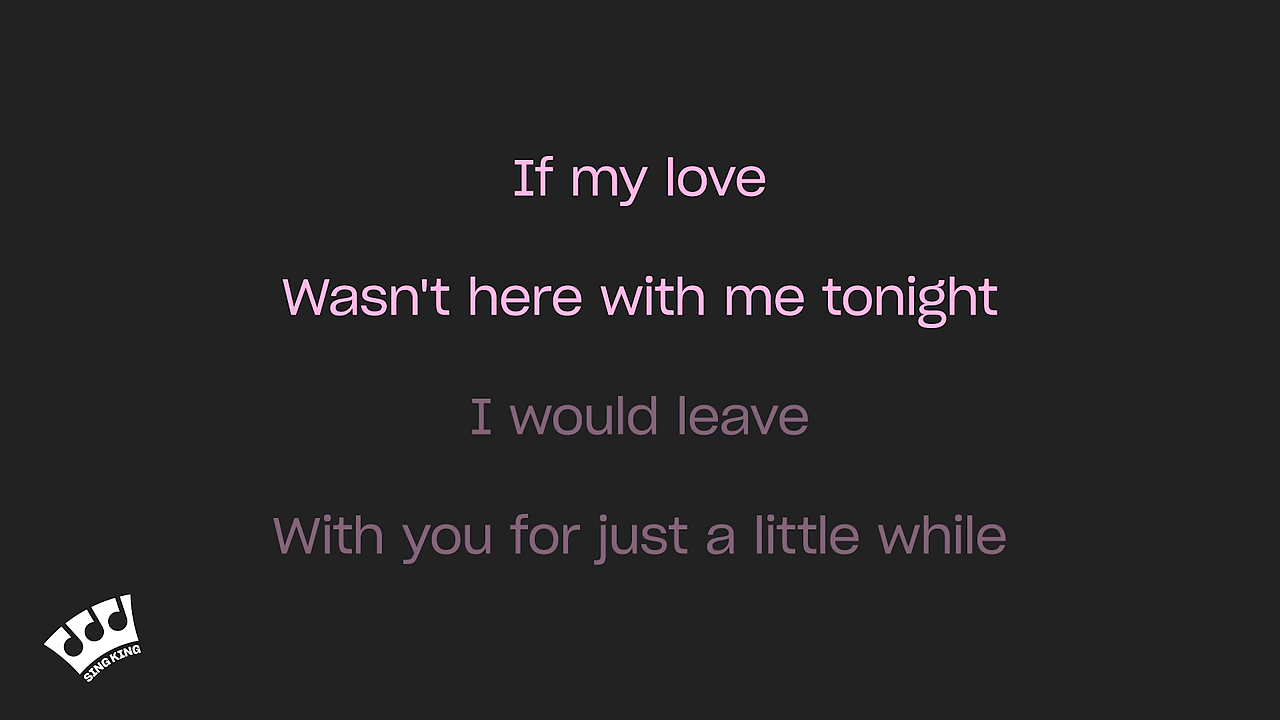 If my love
Wasn't here with me tonight
I would leave
With you for just a little while
SING KING